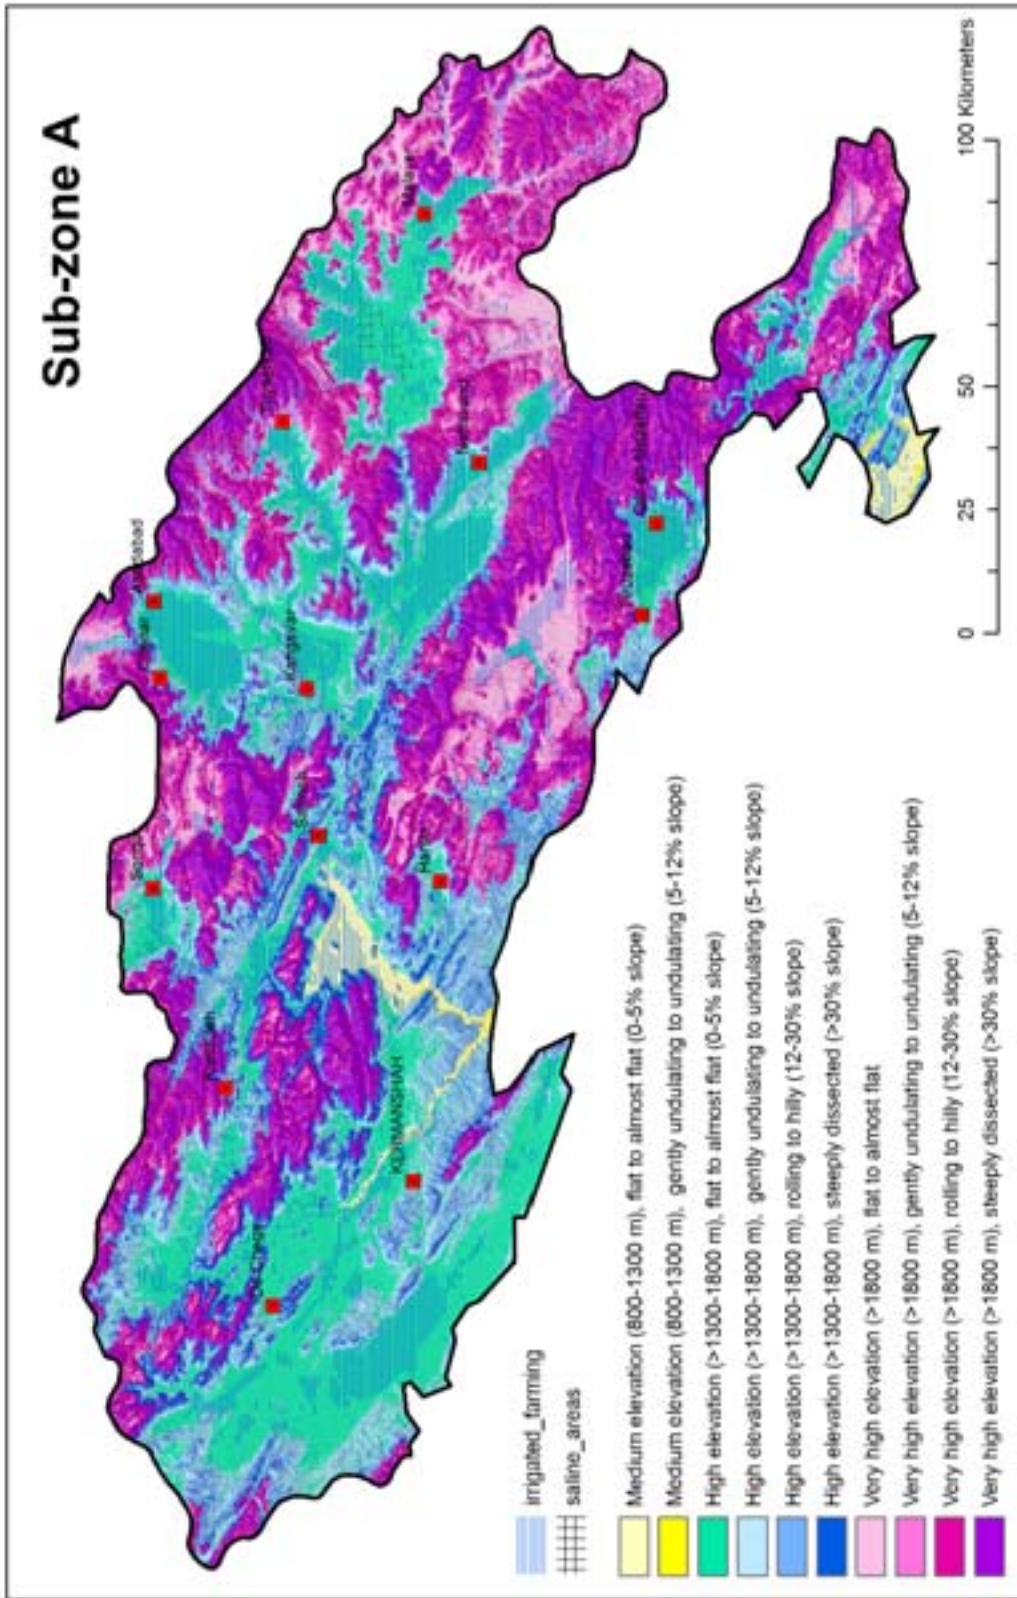 Sub-zone A
Malayer
Nahavand
Asadabad
Kangavar
Sonqor
Harsin
KERMANSHAH
irrigated_farming
saline_areas
Medium elevation (800-1300 m), flat to almost flat (0-5% slope)
Medium elevation (800-1300 m), gently undulating to undulating (5-12% slope)
High elevation (>1300-1800 m), flat to almost flat (0-5% slope)
High elevation (>1300-1800 m), gently undulating to undulating (5-12% slope)
High elevation (>1300-1800 m), rolling to hilly (12-30% slope)
High elevation (>1300-1800 m), steeply dissected (>30% slope)
Very high elevation (>1800 m), flat to almost flat
Very high elevation (>1800 m), gently undulating to undulating (5-12% slope)
Very high elevation (>1800 m), rolling to hilly (12-30% slope)
Very high elevation (>1800 m), steeply dissected (>30% slope)
0 25 50 100 Kilometers